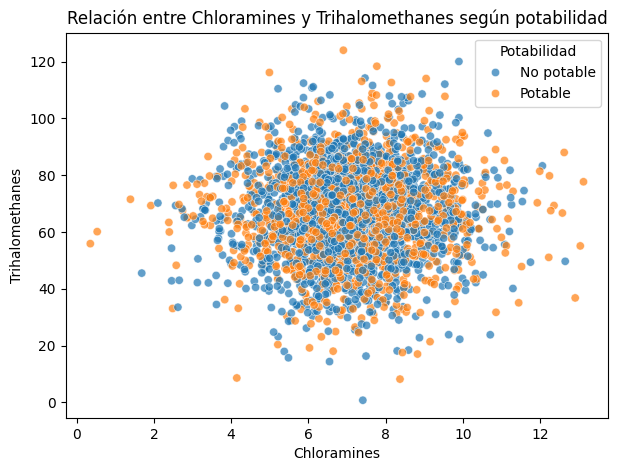 Relación entre Chloramines y Trihalomethanes según potabilidad
Potabilidad
No potable
Potable
Trihalomethanes
120
100
80
60
40
20
0
0 2 4 6 8 10 12
Chloramines